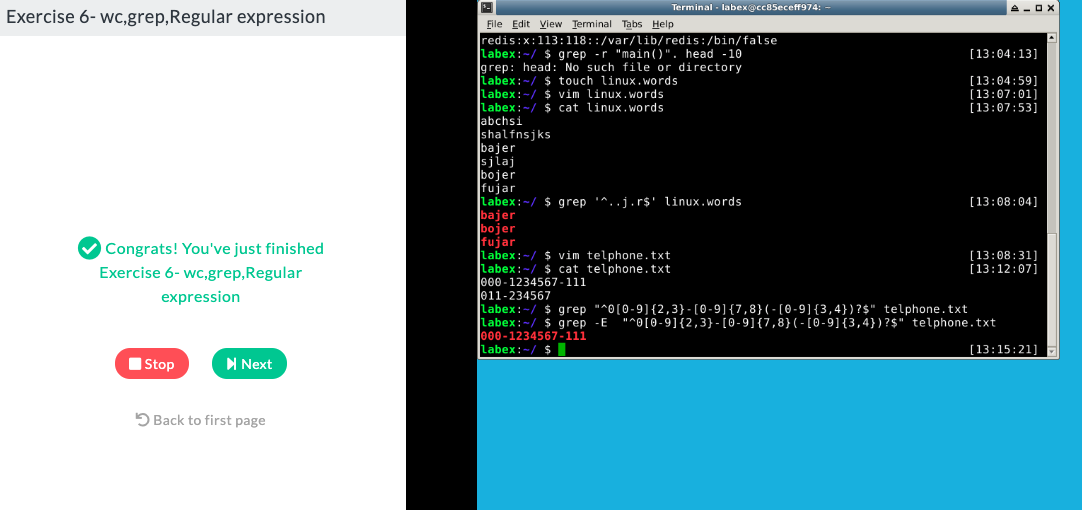 Exercise 6- wc,grep,Regular expression
Congrats! You've just finished
Exercise 6- wc,grep,Regular
expression
Stop
Next
Back to first page
Terminal - labex@cc85eceff974: ~
File Edit View Terminal Tabs Help
redis:x:113:118::/var/lib/redis:/bin/false
labex:~/ $ grep -r "main()". head -10 [13:04:13]
grep: head: No such file or directory
labex:~/ $ touch linux.words [13:04:59]
labex:~/ $ vim linux.words [13:07:01]
labex:~/ $ cat linux.words [13:07:53]
abchsi
shalfnsjks
bajer
sjlaj
bojer
fujar
labex:~/ $ grep '^..j.r$' linux.words [13:08:04]
bajer
bojer
fujar
labex:~/ $ vim telphone.txt [13:08:31]
labex:~/ $ cat telphone.txt [13:12:07]
000-1234567-111
011-234567
labex:~/ $ grep "^0[0-9]{2,3}-[0-9]{7,8}(-[0-9]{3,4})?$" telphone.txt
labex:~/ $ grep -E  "^0[0-9]{2,3}-[0-9]{7,8}(-[0-9]{3,4})?$" telphone.txt
000-1234567-111
labex:~/ $ [13:15:21]